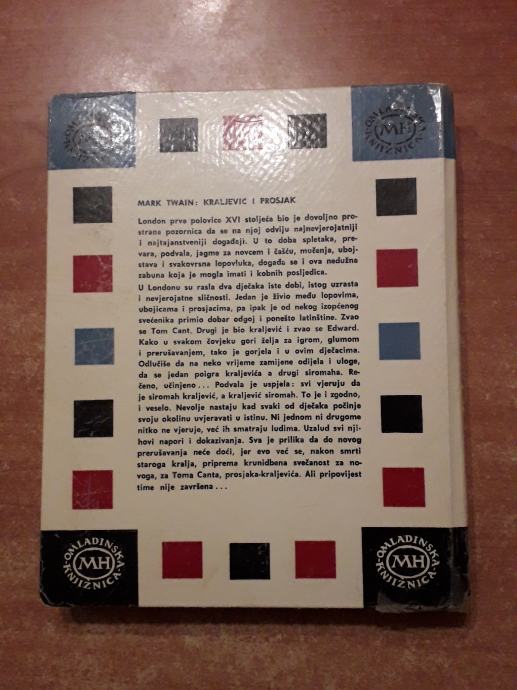 OMLADINSKA KNJIŽNICA
MH
MARK TWAIN: KRALJEVIĆ I PROSJAK
London prve polovice XVI stoljeća bio je dovoljno pro-
strana pozornica da se na njoj odviju najnevjerojatniji
i najtajanstveniji događaji. U to doba spletaka, pre-
vara, podvala, jagme za novcem i čašću, mučenja, uboj-
stava i svakovrsna lopovluka, događa se i ova nedužna
zabuna koja je mogla imati i kobnih posljedica.
U Londonu su rasla dva dječaka iste dobi, istog uzrasta
i nevjerojatne sličnosti. Jedan je živio među lopovima,
ubojicama i prosjacima, pa ipak je od nekog izopćenog
svećenika primio dobar odgoj i ponešto latinštine. Zvao
se Tom Cant. Drugi je bio kraljević i zvao se Edward.
Kako u svakom čovjeku gori želja za igrom, glumom
i prerušavanjem, tako je gorjela i u ovim dječacima.
Odlučiše da na neko vrijeme zamijene odijela i uloge,
da se jedan poigra kraljevića a drugi siromaha. Re-
čeno, učinjeno... Podvala je uspjela: svi vjeruju da
je siromah kraljević, a kraljević siromah. To je i zgodno,
i veselo. Nevolje nastaju kad svaki od dječaka počinje
svoju okolinu uvjeravati u istinu. Ni jednom ni drugome
nitko ne vjeruje, već ih smatraju ludima. Uzalud svi nji-
hovi napori i dokazivanja. Sva je prilika da do novog
prerušavanja neće doći, jer evo već se, nakon smrti
staroga kralja, priprema krunidbena svečanost za no-
voga, za Toma Canta, prosjaka-kraljevića. Ali pripovijest
time nije završena...
OMLADINSKA KNJIŽNICA
MH
OMLADINSKA KNJIŽNICA
MH